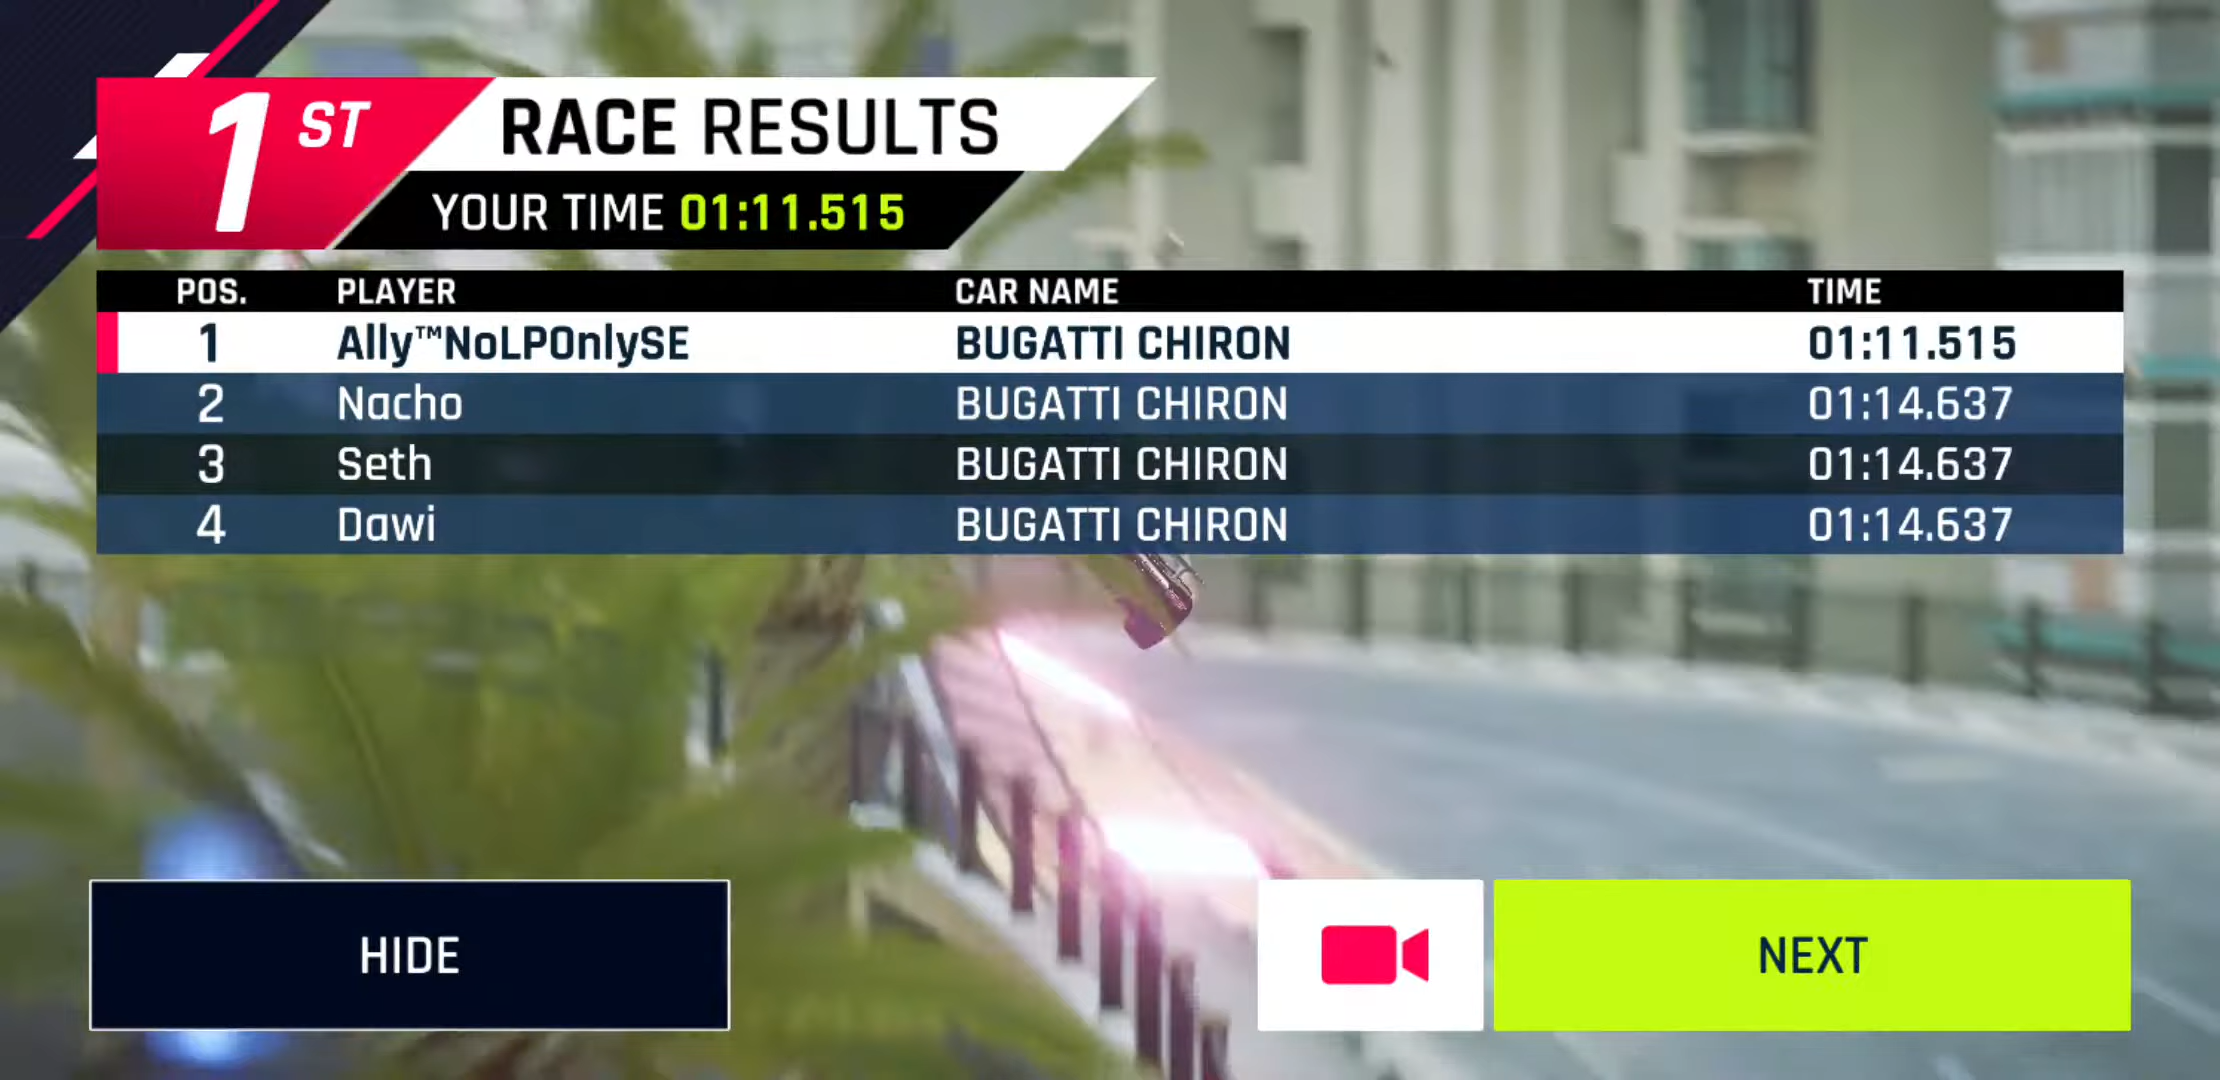 1 ST
RACE RESULTS
YOUR TIME 01:11.515
POS. PLAYER CAR NAME TIME
1 Ally™NoLPOnlySE BUGATTI CHIRON 01:11.515
2 Nacho BUGATTI CHIRON 01:14.637
3 Seth BUGATTI CHIRON 01:14.637
4 Dawi BUGATTI CHIRON 01:14.637
HIDE
NEXT